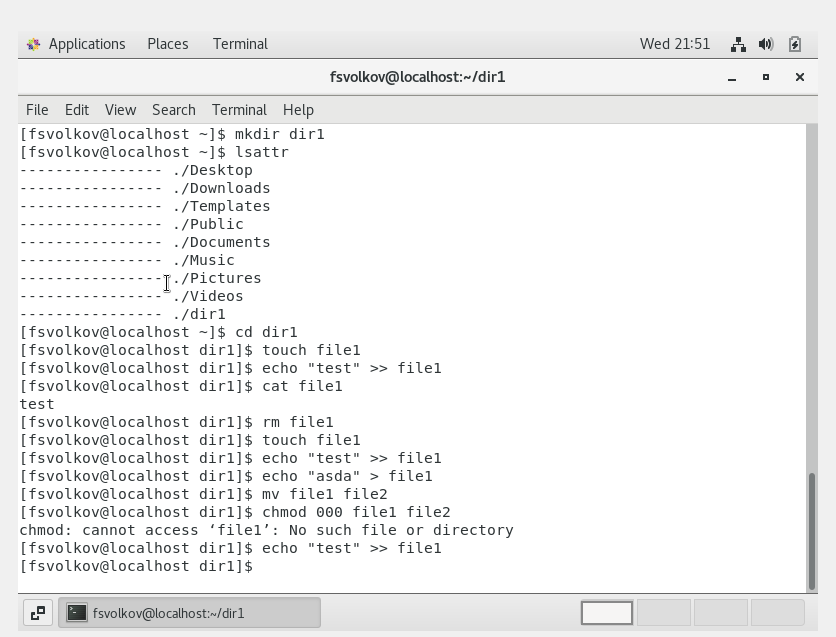 Applications Places Terminal Wed 21:51
fsvolkov@localhost:~/dir1
File Edit View Search Terminal Help
[fsvolkov@localhost ~]$ mkdir dir1
[fsvolkov@localhost ~]$ lsattr
---------------- ./Desktop
---------------- ./Downloads
---------------- ./Templates
---------------- ./Public
---------------- ./Documents
---------------- ./Music
---------------- ./Pictures
---------------- ./Videos
---------------- ./dir1
[fsvolkov@localhost ~]$ cd dir1
[fsvolkov@localhost dir1]$ touch file1
[fsvolkov@localhost dir1]$ echo "test" >> file1
[fsvolkov@localhost dir1]$ cat file1
test
[fsvolkov@localhost dir1]$ rm file1
[fsvolkov@localhost dir1]$ touch file1
[fsvolkov@localhost dir1]$ echo "test" >> file1
[fsvolkov@localhost dir1]$ echo "asda" > file1
[fsvolkov@localhost dir1]$ mv file1 file2
[fsvolkov@localhost dir1]$ chmod 000 file1 file2
chmod: cannot access ‘file1’: No such file or directory
[fsvolkov@localhost dir1]$ echo "test" >> file1
[fsvolkov@localhost dir1]$
fsvolkov@localhost:~/dir1